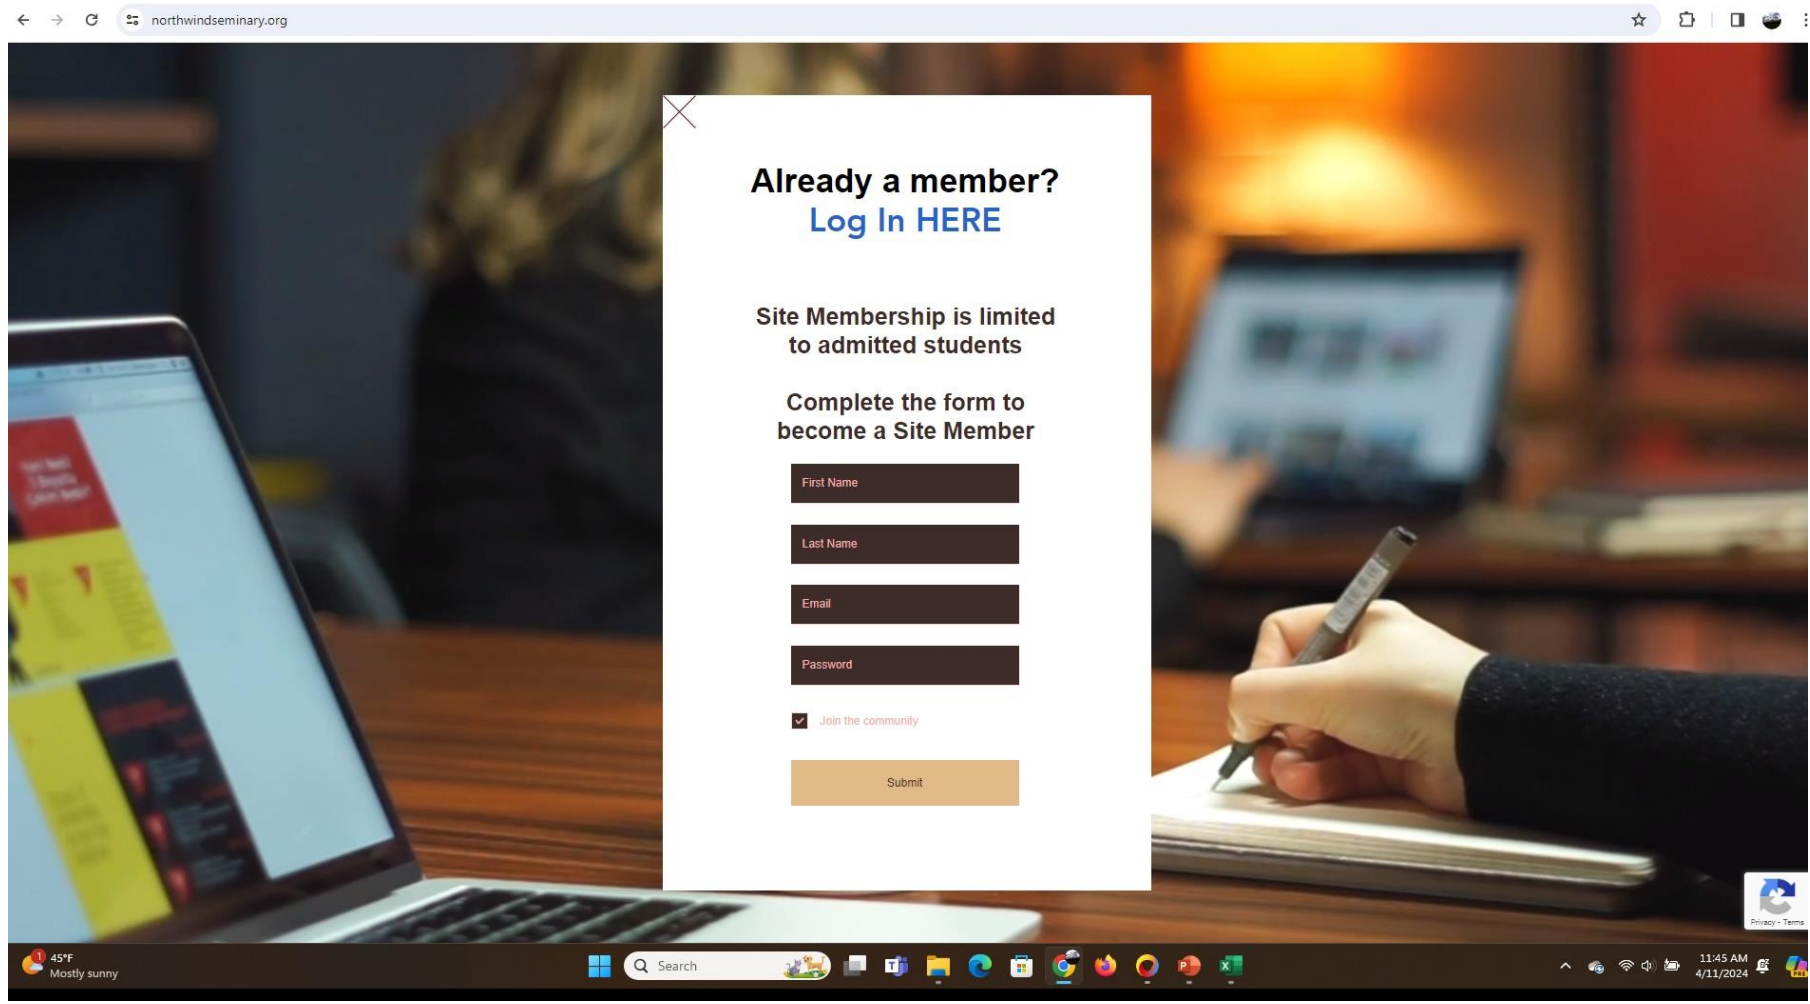 northwindseminary.org
Already a member?
Log In HERE
Site Membership is limited
to admitted students
Complete the form to
become a Site Member
First Name
Last Name
Email
Password
Join the community
Submit
Privacy - Terms
1
45°F
Mostly sunny
Search
11:45 AM
4/11/2024
PRE